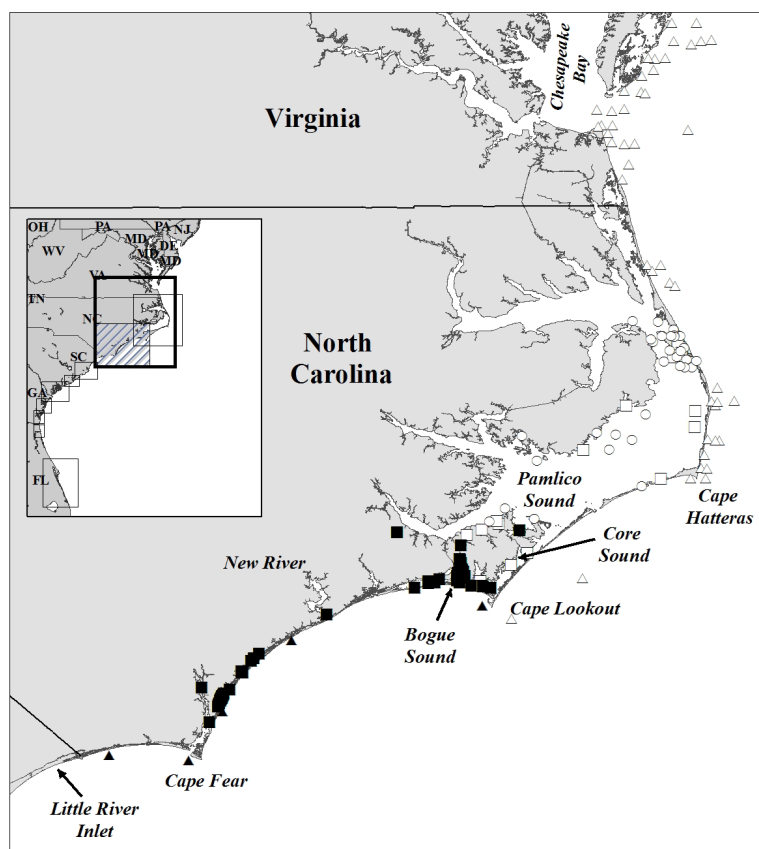 Chesapeake
Bay
Virginia
OH
PA
PA
NJ
MD
WV
DE
MD
MD
VA
TN
NC
North
Carolina
SC
GA
FL
Pamlico
Sound
Cape
Hatteras
Core
Sound
New River
Cape Lookout
Bogue
Sound
Cape Fear
Little River
Inlet